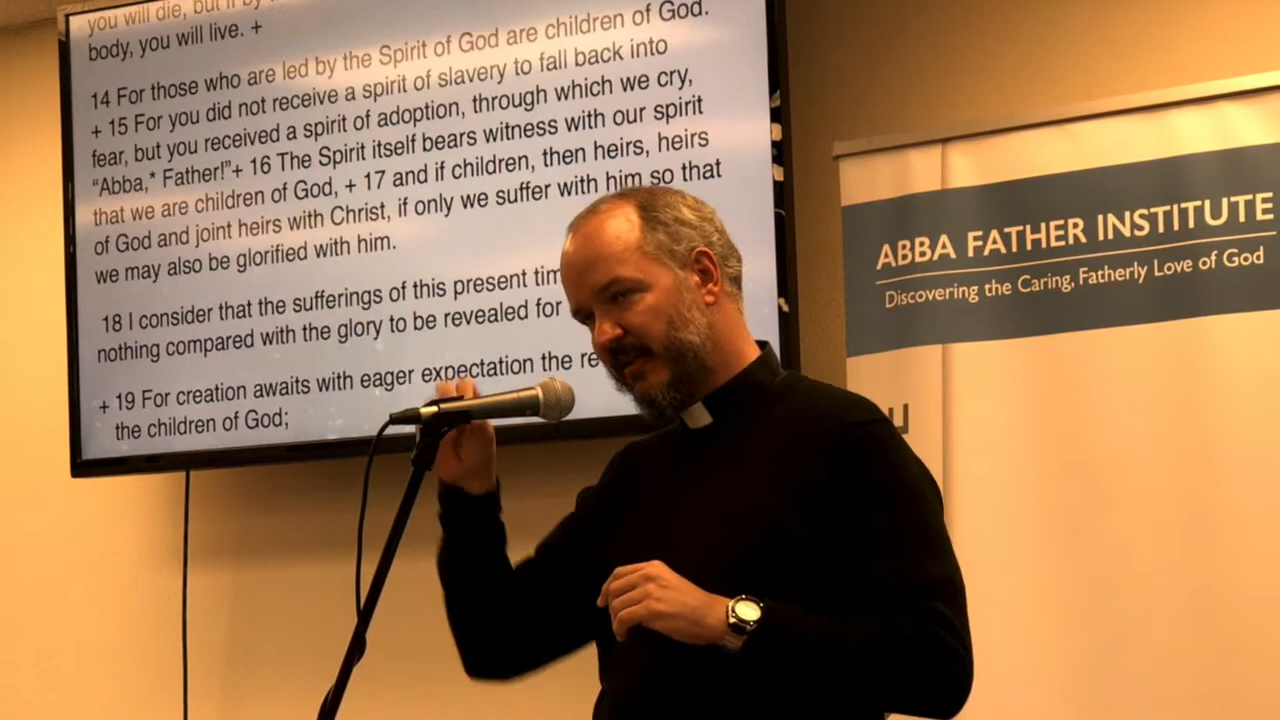 you will die, but if by
body, you will live. +
14 For those who are led by the Spirit of God are children of God.
+ 15 For you did not receive a spirit of slavery to fall back into
fear, but you received a spirit of adoption, through which we cry,
“Abba,* Father!”+ 16 The Spirit itself bears witness with our spirit
that we are children of God, + 17 and if children, then heirs, heirs
of God and joint heirs with Christ, if only we suffer with him so that
we may also be glorified with him.
18 I consider that the sufferings of this present
nothing compared with the glory to be revealed for
+ 19 For creation awaits with eager expectation the
the children of God;
ABBA FATHER INSTITUTE
Discovering the Caring, Fatherly Love of God